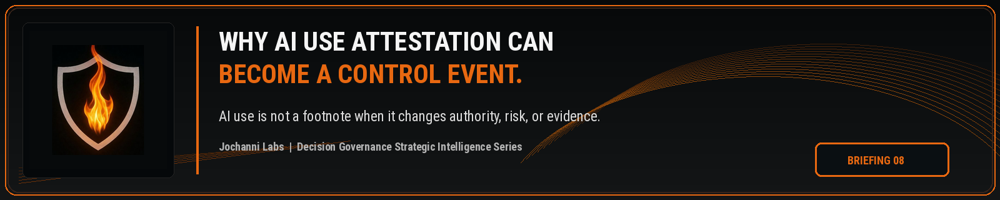 WHY AI USE ATTESTATION CAN
BECOME A CONTROL EVENT.
AI use is not a footnote when it changes authority, risk, or evidence.
Jochanni Labs | Decision Governance Strategic Intelligence Series
BRIEFING 08